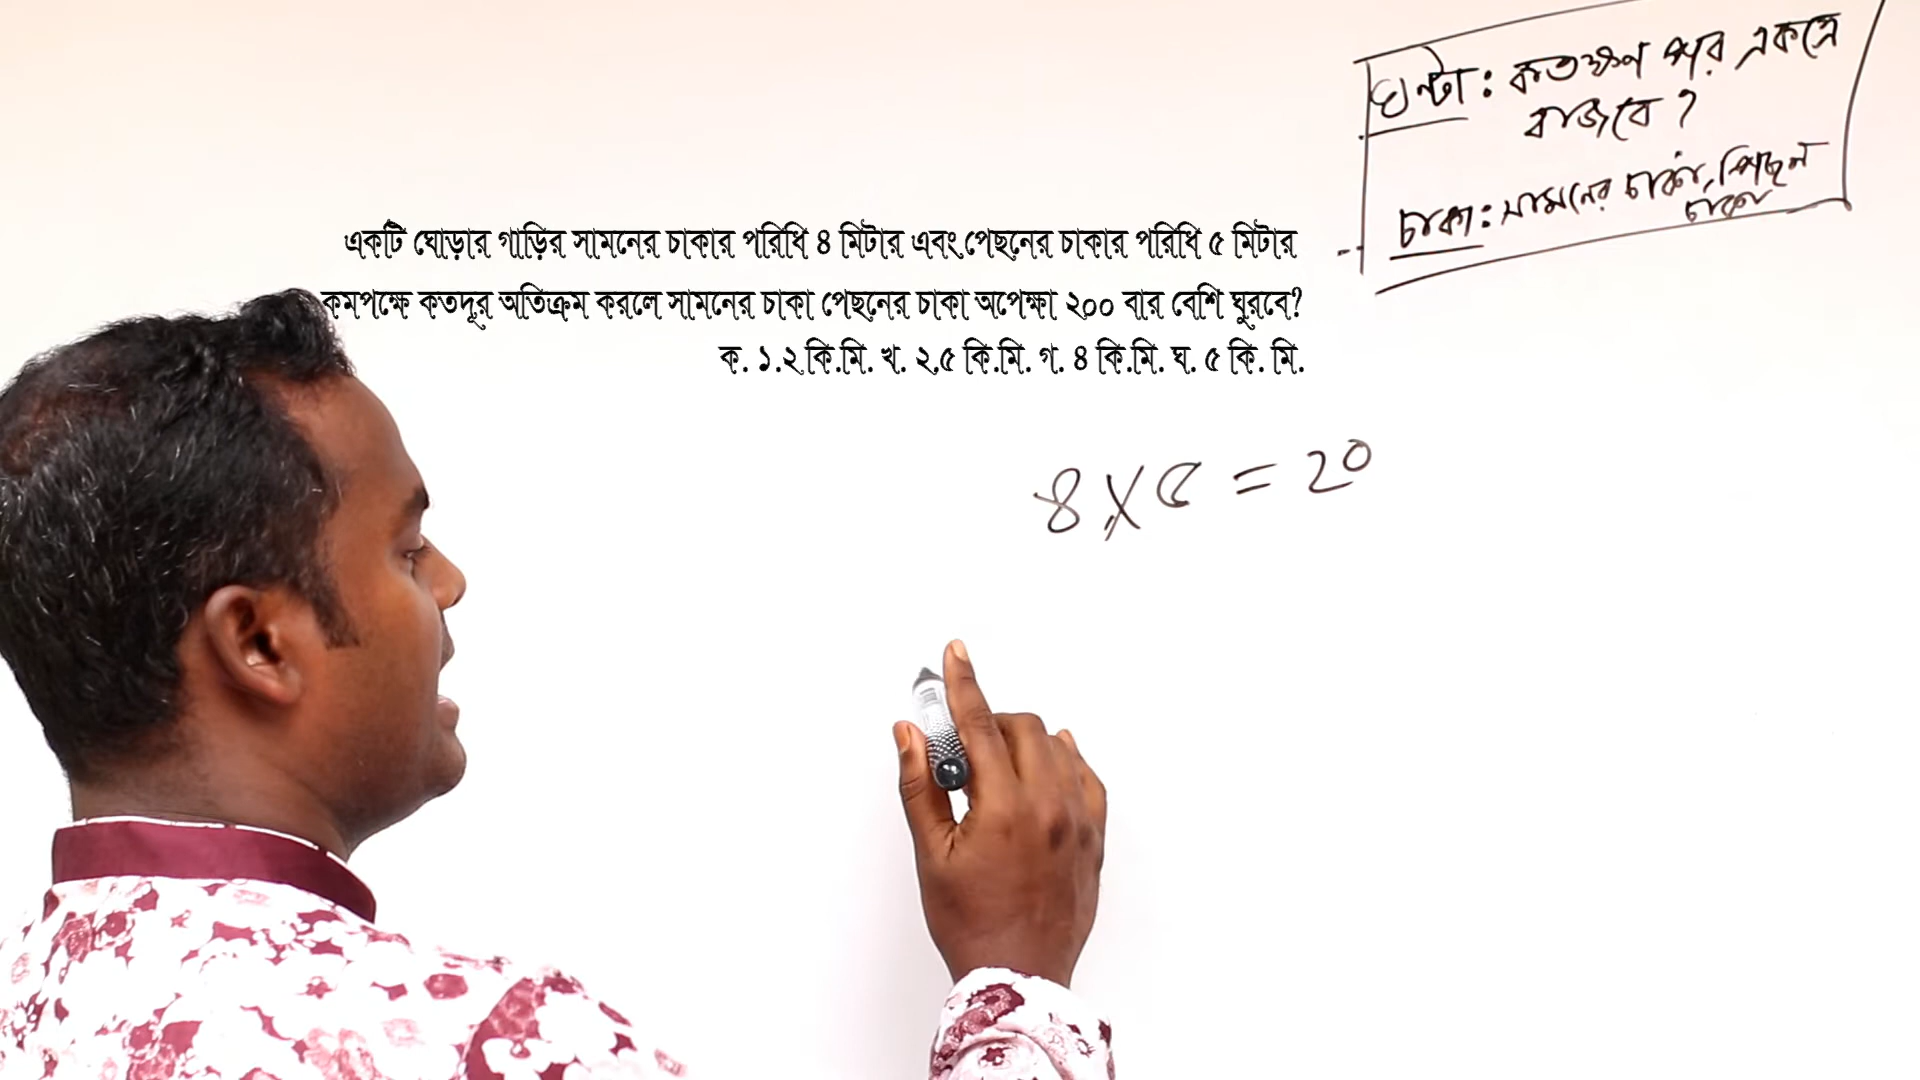 ঘন্টা : কতক্ষণ পর একত্রে
বাজবে ?
চাকা : সামনের চাকা, পিছন
চাকা
একটি ঘোড়ার গাড়ির সামনের চাকার পরিধি ৪ মিটার এবং পেছনের চাকার পরিধি ৫ মিটার
কমপক্ষে কতদূর অতিক্রম করলে সামনের চাকা পেছনের চাকা অপেক্ষা ২০০ বার বেশি ঘুরবে?
ক. ১.২ কি.মি. খ. ২.৫ কি.মি. গ. ৪ কি.মি. ঘ. ৫ কি. মি.
৪ X ৫ = ২০